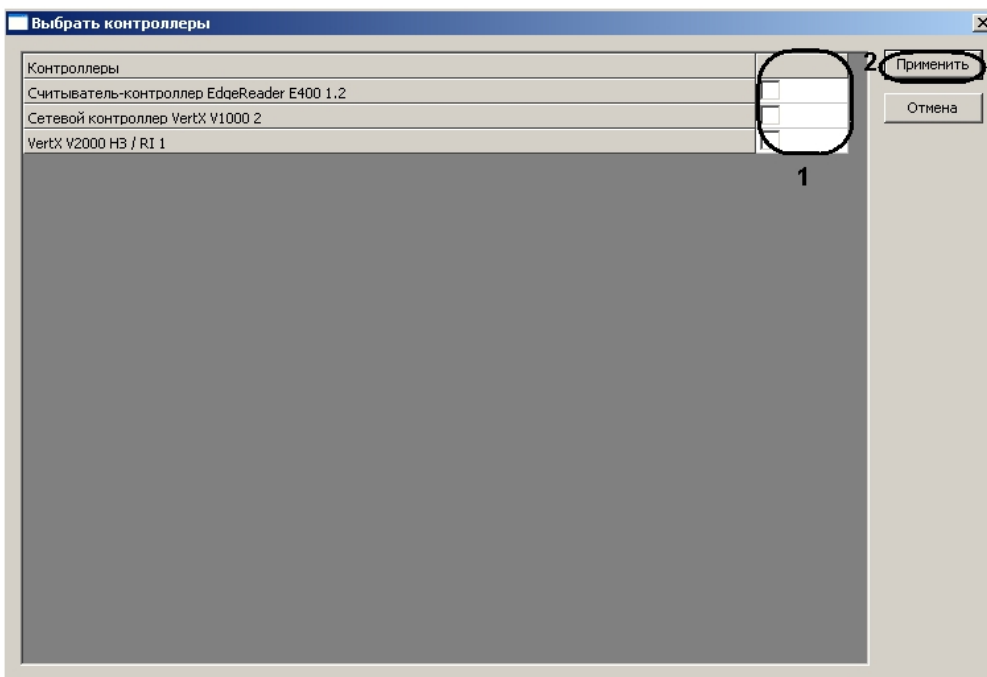 Выбрать контроллеры
Контроллеры
2
Применить
Считыватель-контроллер EdgeReader E400 1.2
Отмена
Сетевой контроллер VertX V1000 2
VertX V2000 НЗ / RI 1
1